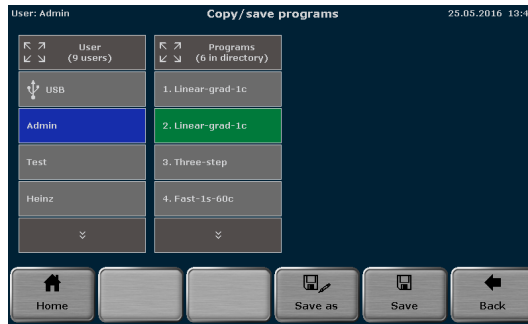 User: Admin
Copy/save programs
25.05.2016 13:4
User
(9 users)
Programs
(6 in directory)
USB
1. Linear-grad-1c
Admin
2. Linear-grad-1c
Test
3. Three-step
Heinz
4. Fast-1s-60c
Home
Save as
Save
Back